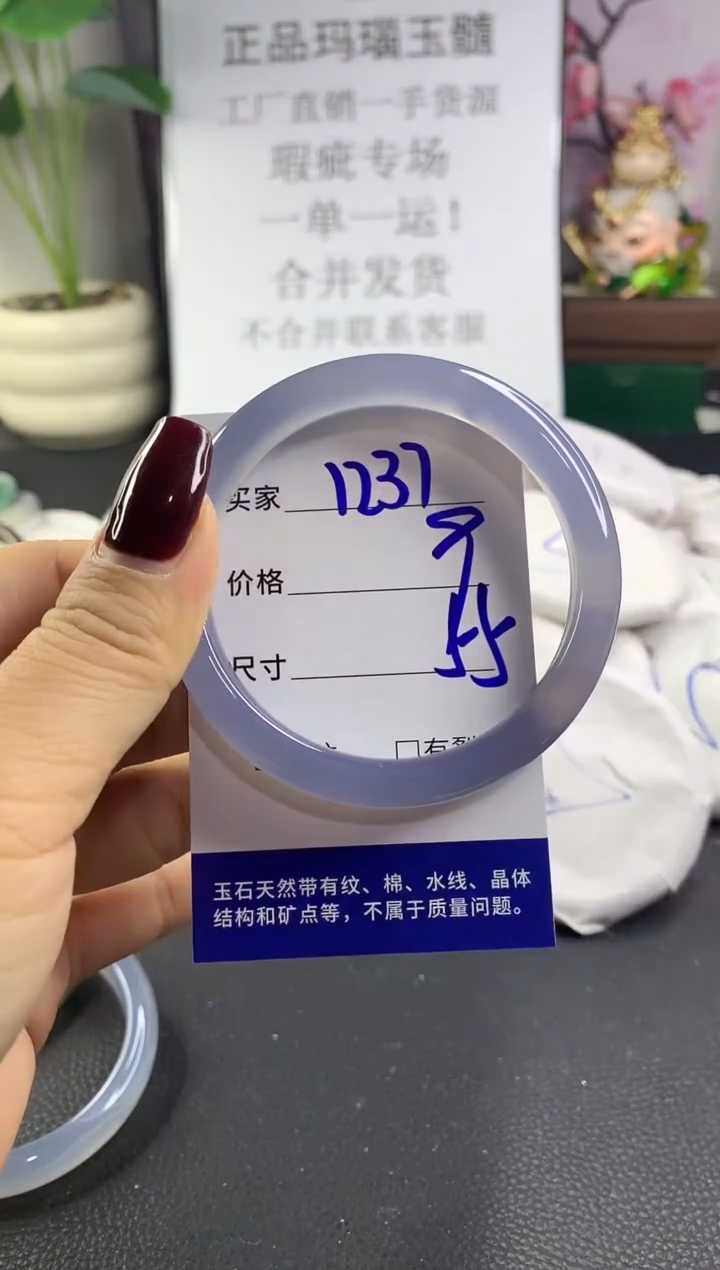 正品玛瑙玉髓
工厂直销一手货源
瑕疵专场
一单一运！
合并发货
不合并联系客服
买家 1237
价格
尺寸
□有裂
玉石天然带有纹、棉、水线、晶体
结构和矿点等，不属于质量问题。